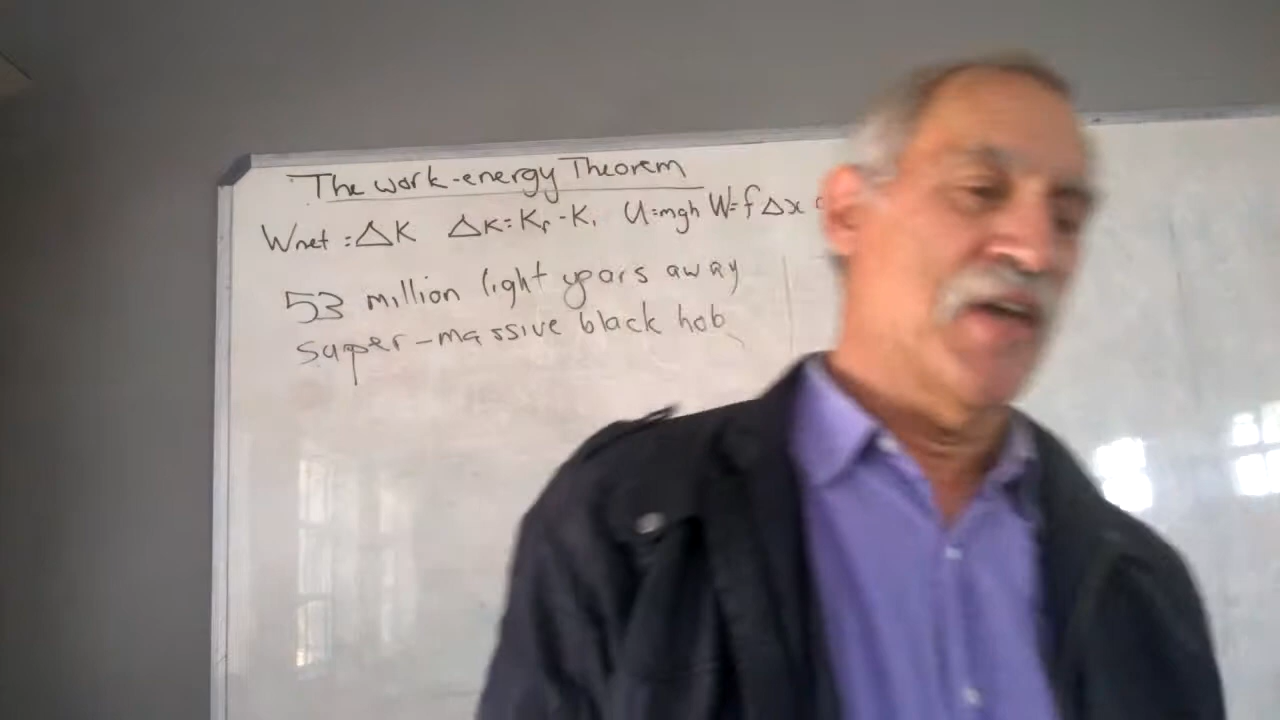 The work-energy Theorem
Wnet = ΔK ΔK = Kf - Ki U=mgh W=fΔx
53 million light years away
super-massive black